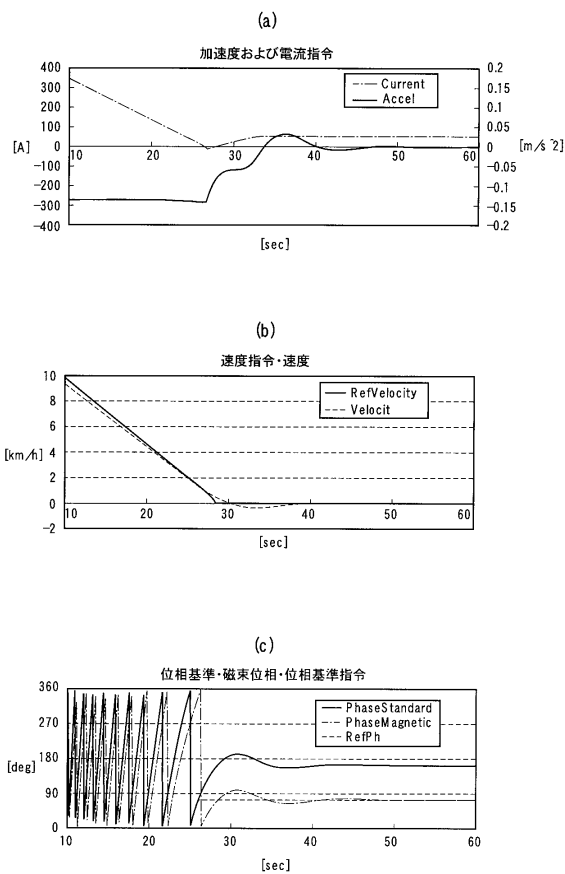 (a)
加速度および電流指令
400 0.2
300 0.15
200 0.1
100 0.05
[A] 0 10 20 30 40 50 60 0 [m/s^2]
-100 -0.05
-200 -0.1
-300 -0.15
-400 -0.2
Current
Accel
[sec]
(b)
速度指令・速度
10
8
6
[km/h] 4
2
0
-2
10 20 30 40 50 60
RefVelocity
Velocit
[sec]
(c)
位相基準・磁束位相・位相基準指令
360
270
[deg] 180
90
0
10 20 30 40 50 60
PhaseStandard
PhaseMagnetic
RefPh
[sec]